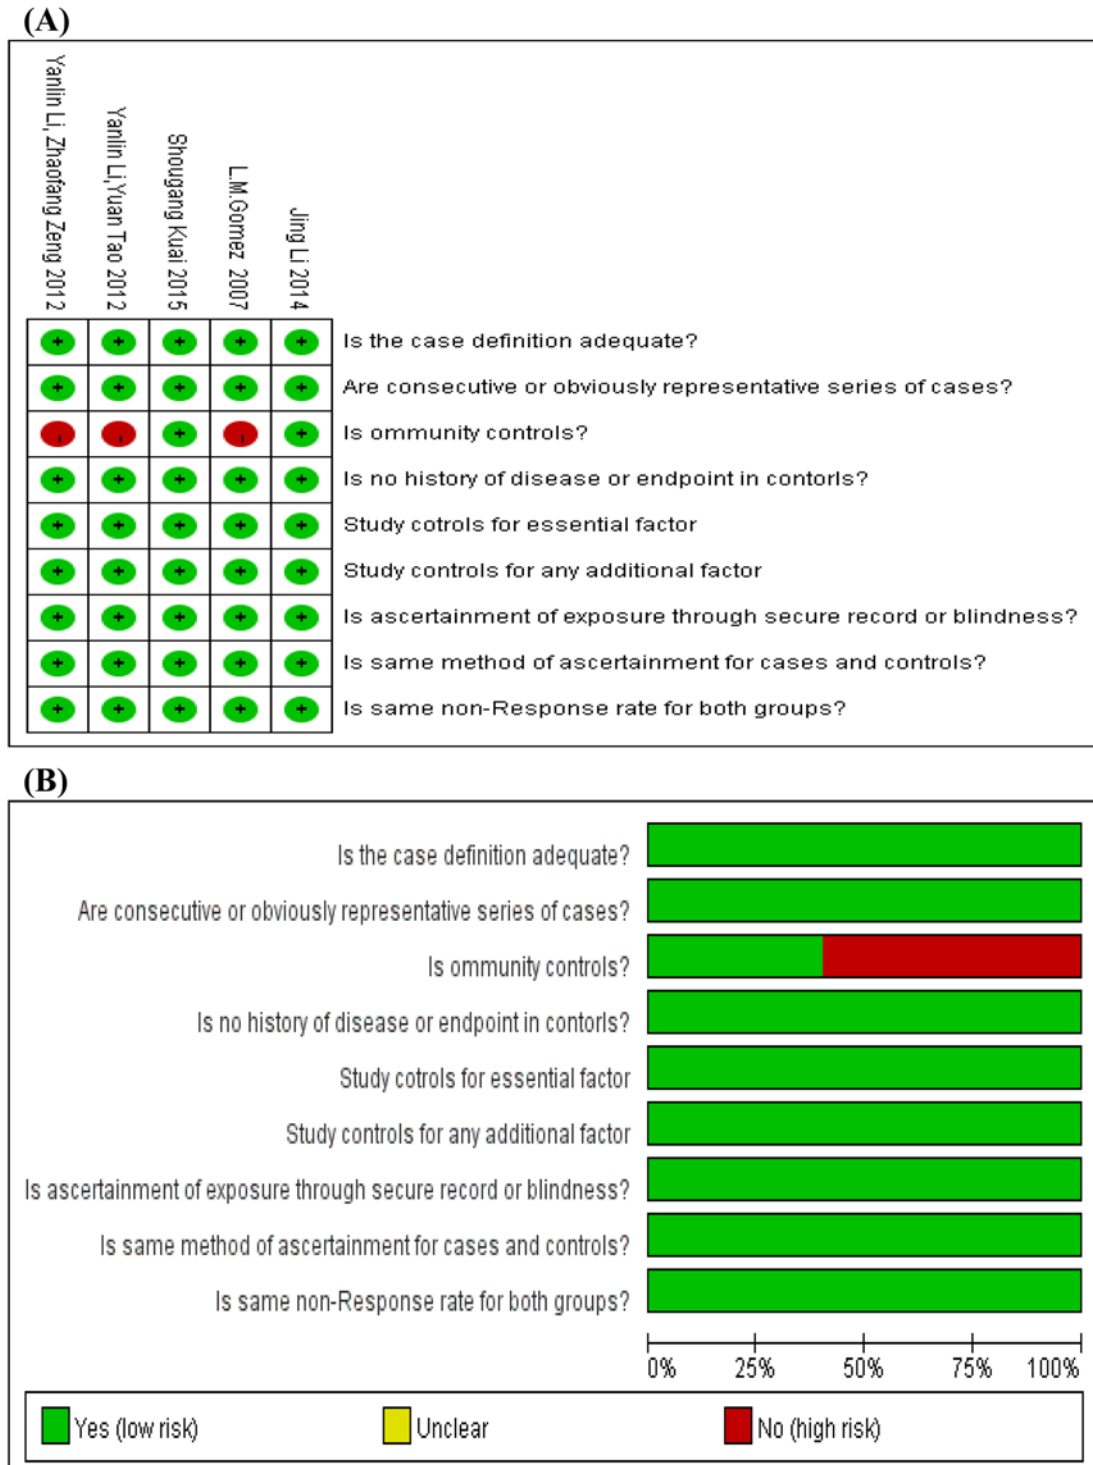 (A)
Yanlin Li, Zhaofang Zeng 2012
Yanlin Li,Yuan Tao 2012
Shougang Kuai 2015
L.M.Gomez 2007
Jing Li 2014
+ + + + + Is the case definition adequate?
+ + + + + Are consecutive or obviously representative series of cases?
- - + - + Is ommunity controls?
+ + + + + Is no history of disease or endpoint in contorls?
+ + + + + Study cotrols for essential factor
+ + + + + Study controls for any additional factor
+ + + + + Is ascertainment of exposure through secure record or blindness?
+ + + + + Is same method of ascertainment for cases and controls?
+ + + + + Is same non-Response rate for both groups?
(B)
Is the case definition adequate?
Are consecutive or obviously representative series of cases?
Is ommunity controls?
Is no history of disease or endpoint in contorls?
Study cotrols for essential factor
Study controls for any additional factor
Is ascertainment of exposure through secure record or blindness?
Is same method of ascertainment for cases and controls?
Is same non-Response rate for both groups?
0% 25% 50% 75% 100%
Yes (low risk) Unclear No (high risk)